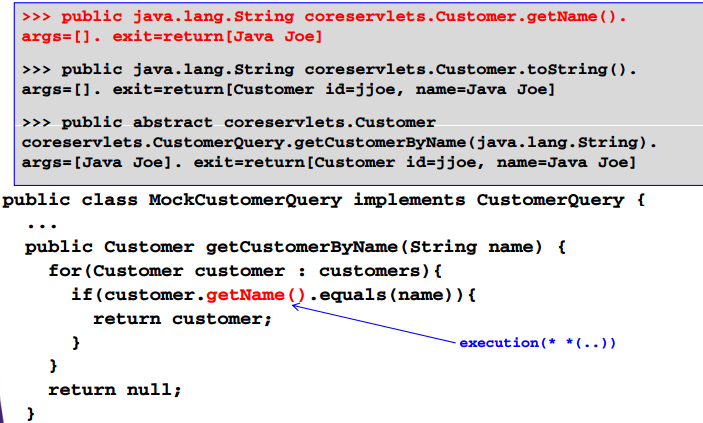 >>> public java.lang.String coreservlets.Customer.getName().
args=[]. exit=return[Java Joe]
>>> public java.lang.String coreservlets.Customer.toString().
args=[]. exit=return[Customer id=jjoe, name=Java Joe]
>>> public abstract coreservlets.Customer
coreservlets.CustomerQuery.getCustomerByName(java.lang.String).
args=[Java Joe]. exit=return[Customer id=jjoe, name=Java Joe]
public class MockCustomerQuery implements CustomerQuery {
...
public Customer getCustomerByName(String name) {
for(Customer customer : customers){
if(customer.getName().equals(name)){
return customer;
}
execution(* *(..))
}
return null;
}